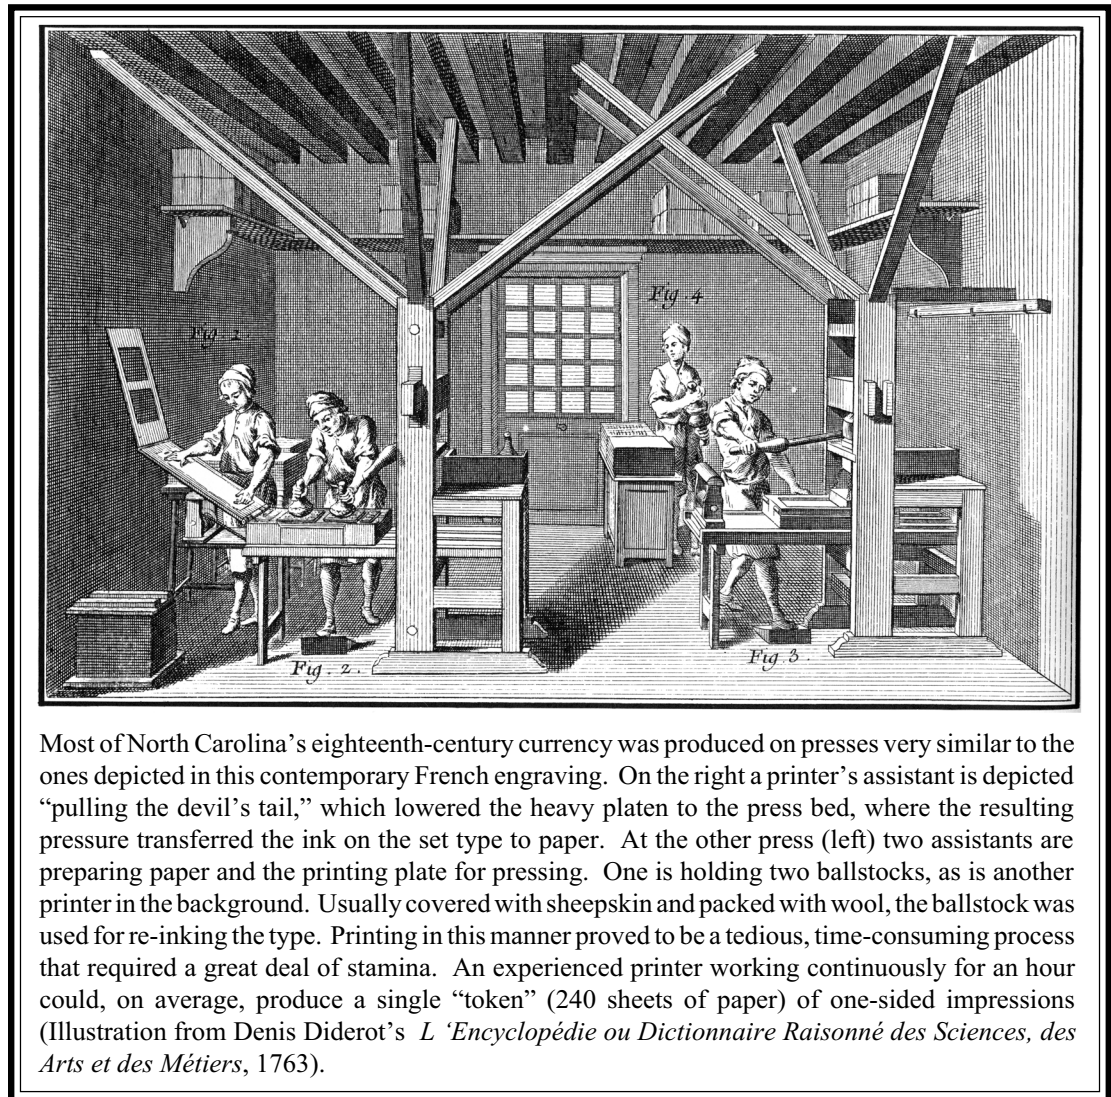 Fig. 1.
Fig. 4
Fig. 2.
Fig. 3.
Most of North Carolina’s eighteenth-century currency was produced on presses very similar to the
ones depicted in this contemporary French engraving. On the right a printer’s assistant is depicted
“pulling the devil’s tail,” which lowered the heavy platen to the press bed, where the resulting
pressure transferred the ink on the set type to paper. At the other press (left) two assistants are
preparing paper and the printing plate for pressing. One is holding two ballstocks, as is another
printer in the background. Usually covered with sheepskin and packed with wool, the ballstock was
used for re-inking the type. Printing in this manner proved to be a tedious, time-consuming process
that required a great deal of stamina. An experienced printer working continuously for an hour
could, on average, produce a single “token” (240 sheets of paper) of one-sided impressions
(Illustration from Denis Diderot’s L ‘Encyclopédie ou Dictionnaire Raisonné des Sciences, des
Arts et des Métiers, 1763).